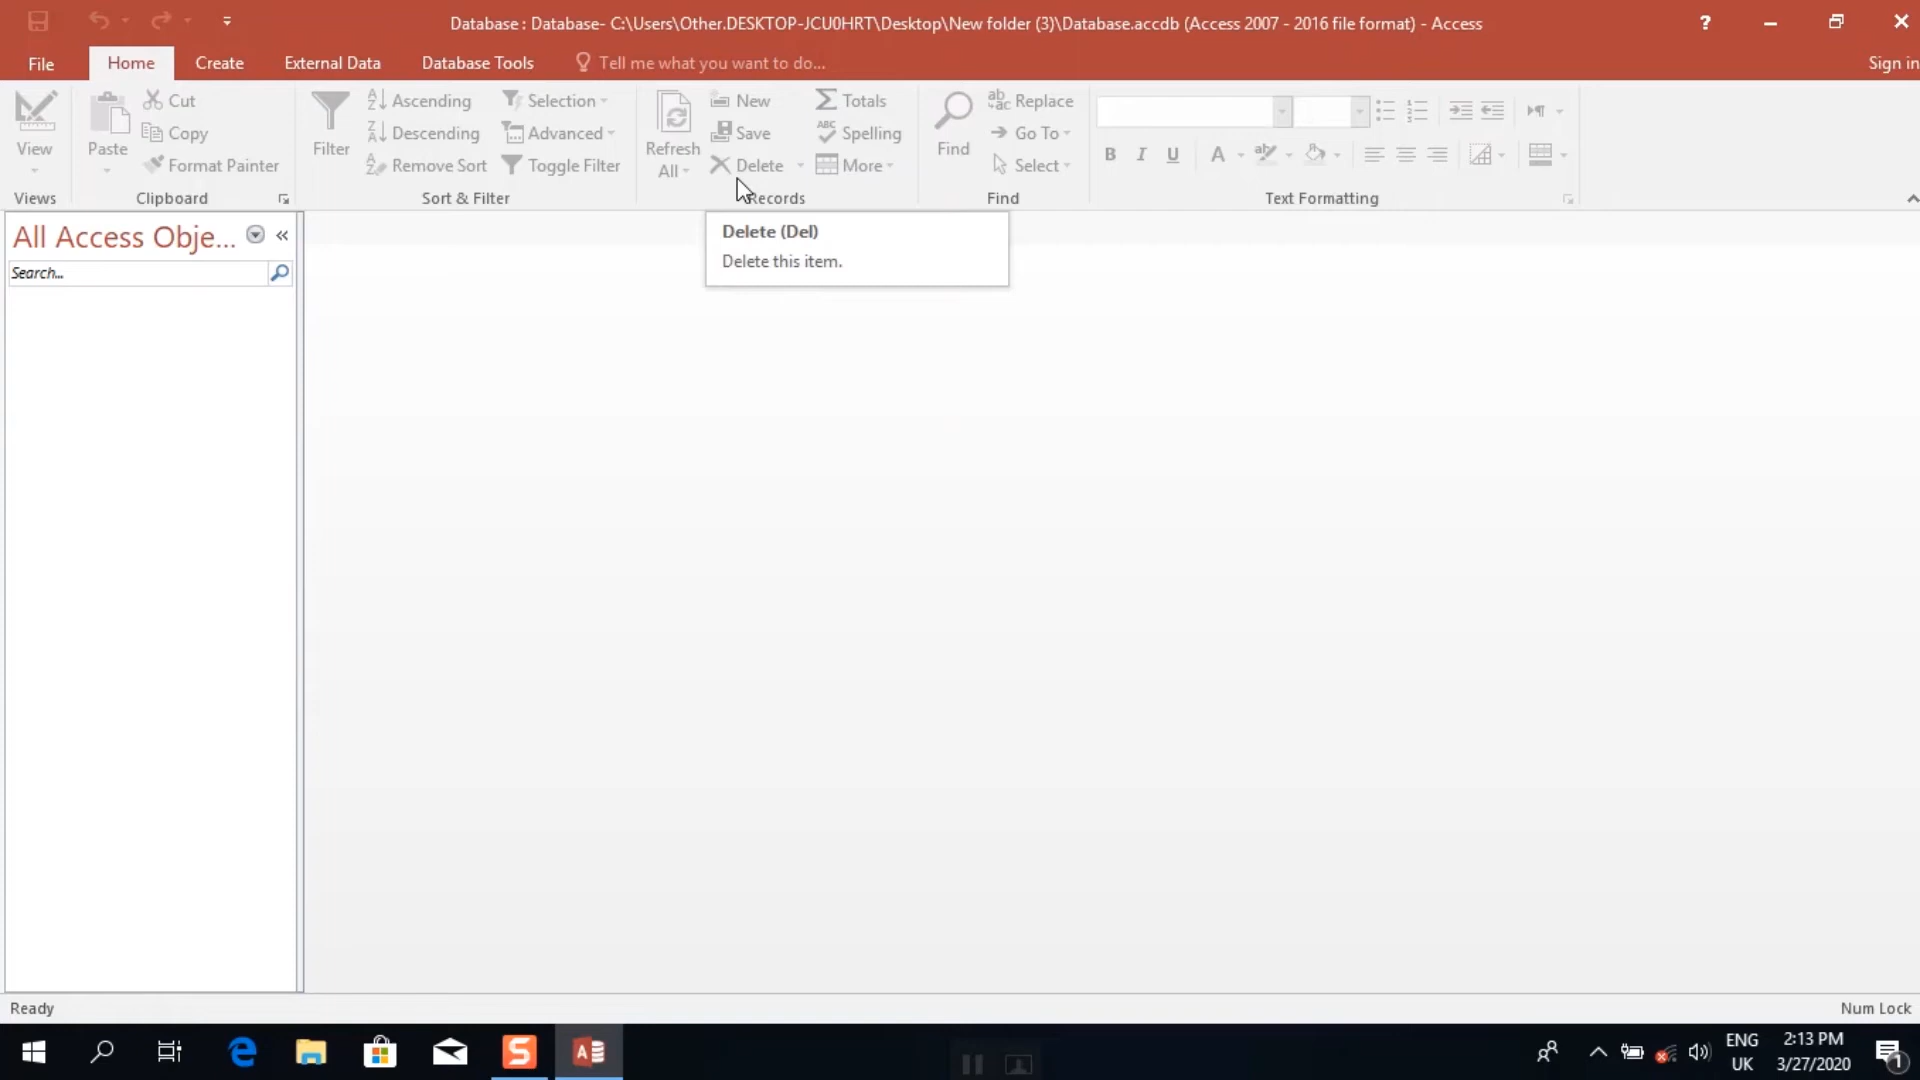 Database : Database- C:\Users\Other.DESKTOP-JCU0HRT\Desktop\New folder (3)\Database.accdb (Access 2007 - 2016 file format) - Access
?
File
Home
Create
External Data
Database Tools
Tell me what you want to do...
Sign in
View
Paste
Cut
Copy
Format Painter
Filter
Ascending
Descending
Remove Sort
Selection
Advanced
Toggle Filter
Refresh
All
New
Save
Delete
Totals
Spelling
More
Find
Replace
Go To
Select
B I U A
Views
Clipboard
Sort & Filter
Records
Find
Text Formatting
Delete (Del)
Delete this item.
All Access Obje...
Search...
Ready
Num Lock
ENG
UK
2:13 PM
3/27/2020
1